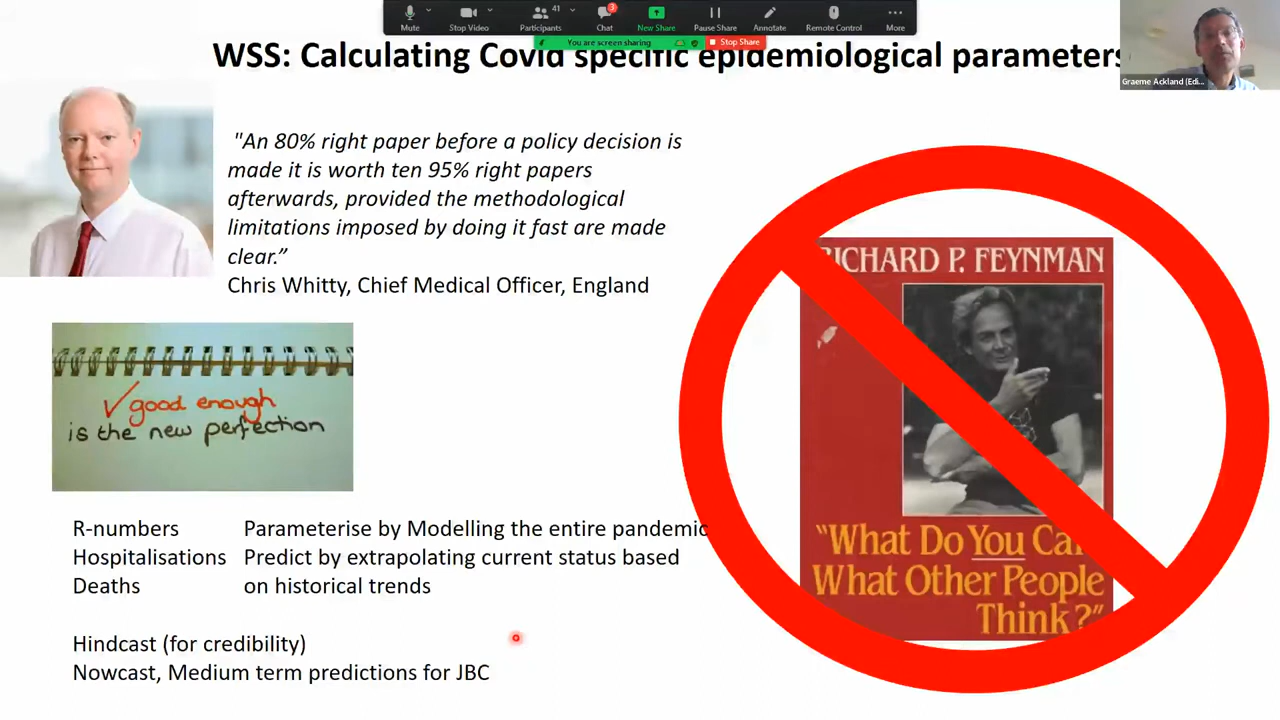 Mute
Stop Video
Participants
41
Chat
3
New Share
Pause Share
Annotate
Remote Control
More
You are screen sharing
Stop Share
WSS: Calculating Covid specific epidemiological parameters
Graeme Ackland (Edi...
"An 80% right paper before a policy decision is
made it is worth ten 95% right papers
afterwards, provided the methodological
limitations imposed by doing it fast are made
clear.”
Chris Whitty, Chief Medical Officer, England
RICHARD P. FEYNMAN
“What Do You Ca
What Other People
Think?”
good enough
is the new perfection
R-numbers Parameterise by Modelling the entire pandemic
Hospitalisations Predict by extrapolating current status based
Deaths on historical trends
Hindcast (for credibility)
Nowcast, Medium term predictions for JBC